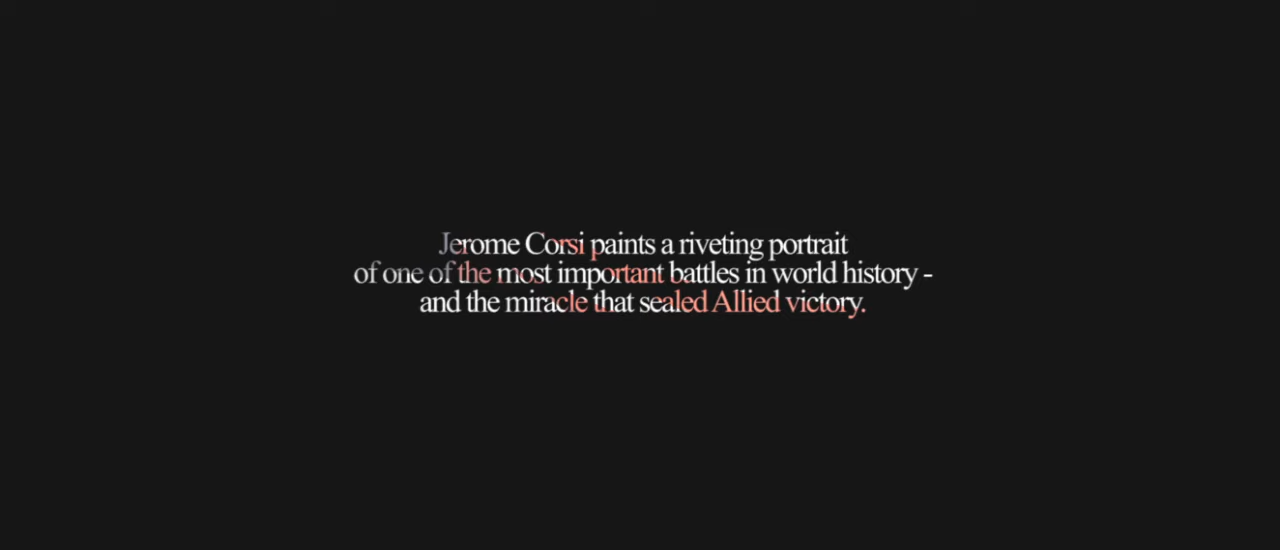 Jerome Corsi paints a riveting portrait
of one of the most important battles in world history -
and the miracle that sealed Allied victory.